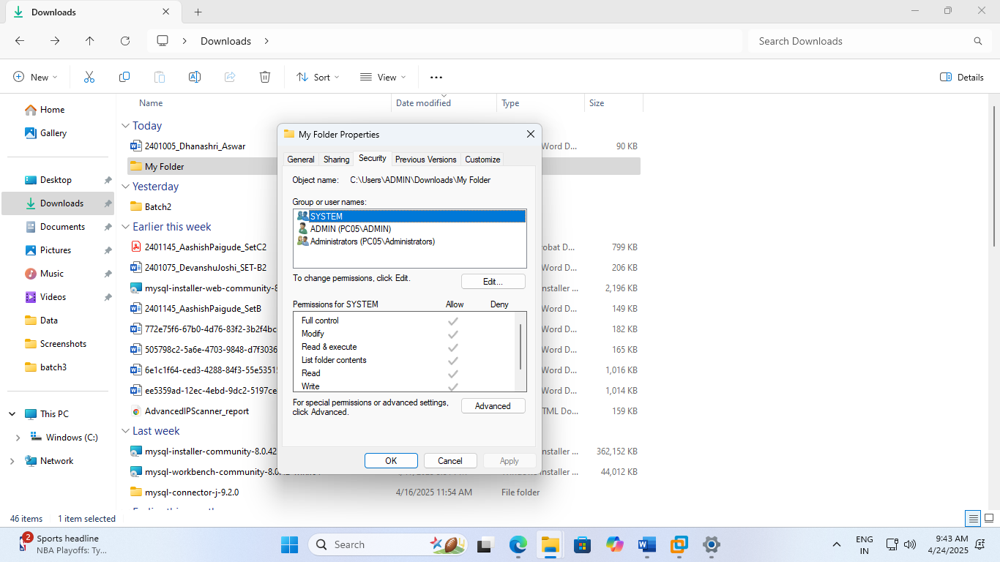 Downloads
Downloads
Search Downloads
New
Sort
View
Details
Home
Gallery
Desktop
Downloads
Documents
Pictures
Music
Videos
Data
Screenshots
batch3
This PC
Windows (C:)
Network
Name Date modified Type Size
Today
2401005_Dhanashri_Aswar Word D... 90 KB
My Folder
Yesterday
Batch2
Earlier this week
2401145_AashishPaigude_SetC2 D... 799 KB
2401075_DevanshuJoshi_SET-B2 Word D... 206 KB
mysql-installer-web-community-8 nstaller ... 2,196 KB
2401145_AashishPaigude_SetB Word D... 149 KB
772e75f6-67b0-4d76-83f2-3b2f4bc Word D... 182 KB
505798c2-5a6e-4703-9848-d7f3036 Word D... 165 KB
6e1c1f64-ced3-4288-84f3-55e5351 Word D... 1,016 KB
ee5359ad-12ec-4ebd-9dc2-5197ce Word D... 1,014 KB
AdvancedIPScanner_report TML Do... 159 KB
Last week
mysql-installer-community-8.0.42 nstaller ... 362,152 KB
mysql-workbench-community-8.0 nstaller ... 44,012 KB
mysql-connector-j-9.2.0 4/16/2025 11:54 AM File folder
My Folder Properties
General Sharing Security Previous Versions Customize
Object name: C:\Users\ADMIN\Downloads\My Folder
Group or user names:
SYSTEM
ADMIN (PC05\ADMIN)
Administrators (PC05\Administrators)
To change permissions, click Edit.
Edit...
Permissions for SYSTEM Allow Deny
Full control
Modify
Read & execute
List folder contents
Read
Write
For special permissions or advanced settings,
click Advanced.
Advanced
OK Cancel Apply
46 items 1 item selected
2
Sports headline
NBA Playoffs: Ty...
Search
ENG
IN
9:43 AM
4/24/2025